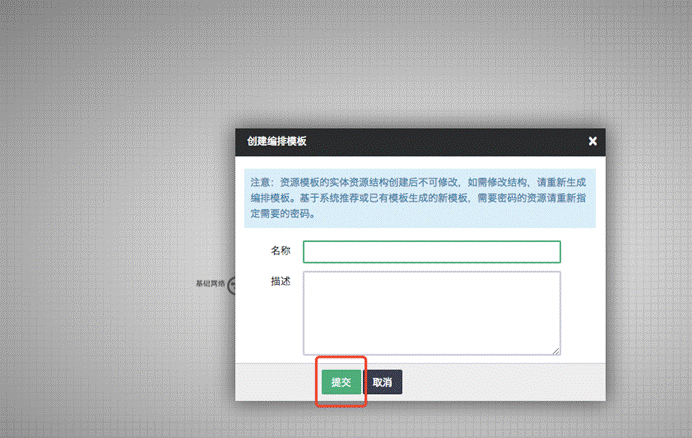 创建编排模板
注意：资源模板的实体资源结构创建后不可修改，如需修改结构，请重新生成
编排模板。基于系统推荐或已有模板生成的新模板，需要密码的资源请重新指
定需要的密码。
名称
描述
基础网络
提交
取消